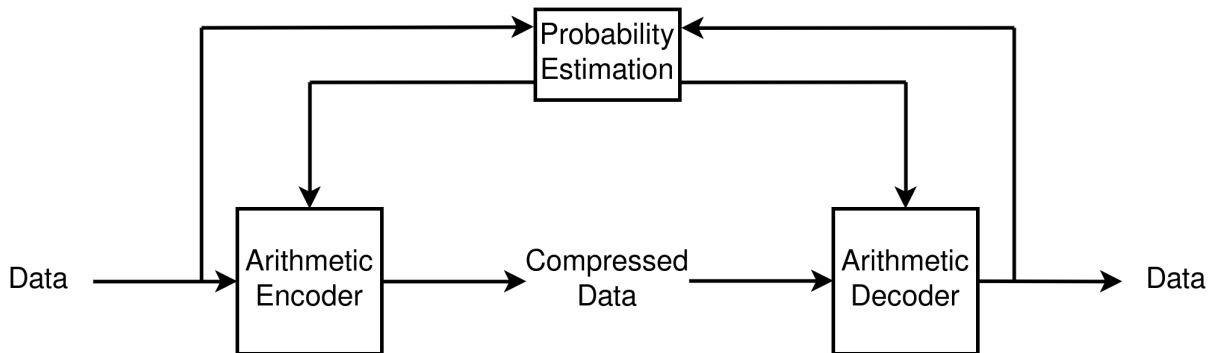 Probability
Estimation
Data
Arithmetic
Encoder
Compressed
Data
Arithmetic
Decoder
Data